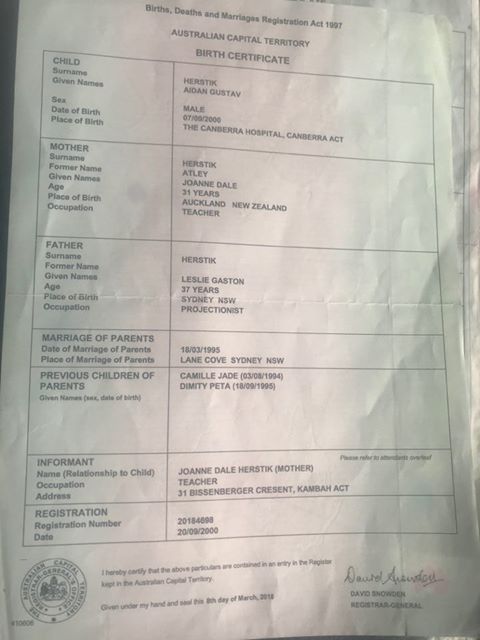 Births, Deaths and Marriages Registration Act 1997
AUSTRALIAN CAPITAL TERRITORY
BIRTH CERTIFICATE
CHILD
Surname HERSTIK
Given Names AIDAN GUSTAV
Sex MALE
Date of Birth 07/09/2000
Place of Birth THE CANBERRA HOSPITAL, CANBERRA ACT
MOTHER
Surname HERSTIK
Former Name ATLEY
Given Names JOANNE DALE
Age 31 YEARS
Place of Birth AUCKLAND NEW ZEALAND
Occupation TEACHER
FATHER
Surname HERSTIK
Former Name
Given Names LESLIE GASTON
Age 37 YEARS
Place of Birth SYDNEY NSW
Occupation PROJECTIONIST
MARRIAGE OF PARENTS
Date of Marriage of Parents 18/03/1995
Place of Marriage of Parents LANE COVE SYDNEY NSW
PREVIOUS CHILDREN OF CAMILLE JADE (03/08/1994)
PARENTS DIMITY PETA (18/09/1995)
Given Names (sex, date of birth)
Please refer to overleaf
INFORMANT
Name (Relationship to Child) JOANNE DALE HERSTIK (MOTHER)
Occupation TEACHER
Address 31 BISSENBERGER CRESENT, KAMBAH ACT
REGISTRATION
Registration Number 20184698
Date 20/09/2000
I hereby certify that the above particulars are contained in an entry in the Register
kept in the Australian Capital Territory.
David Snowden
DAVID SNOWDEN
Given under my hand and seal this 8th day of March, 2018
REGISTRAR-GENERAL
AUSTRALIAN CAPITAL TERRITORY
REGISTRAR-GENERAL'S OFFICE
#10606